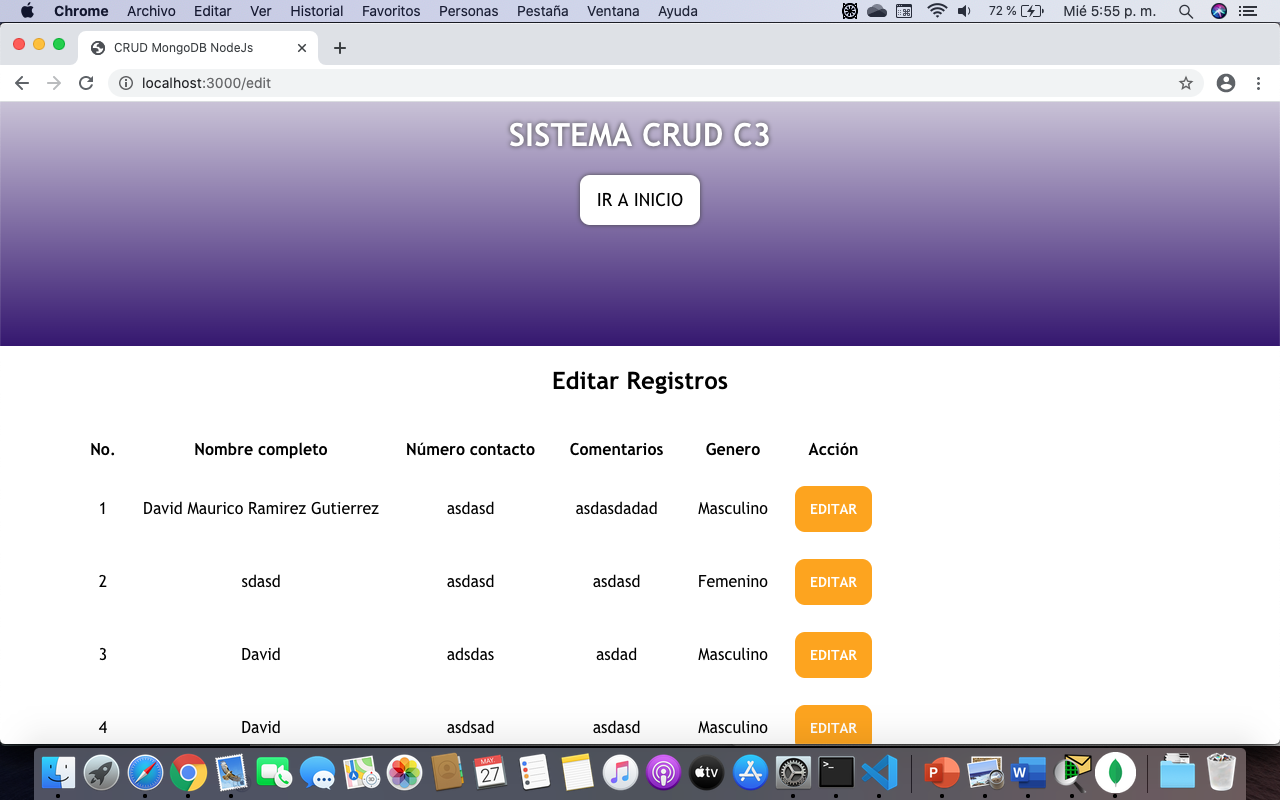 Chrome Archivo Editar Ver Historial Favoritos Personas Pestaña Ventana Ayuda 72 % Mié 5:55 p. m.
CRUD MongoDB NodeJs
localhost:3000/edit
SISTEMA CRUD C3
IR A INICIO
Editar Registros
No. Nombre completo Número contacto Comentarios Genero Acción
1 David Maurico Ramirez Gutierrez asdasd asdasdadad Masculino EDITAR
2 sdasd asdasd asdasd Femenino EDITAR
3 David adsdas asdad Masculino EDITAR
4 David asdsad asdasd Masculino EDITAR
MAY
27
tv
P W